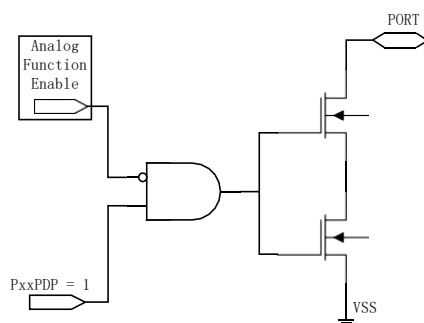 PORT
Analog
Function
Enable
PxxPDP = 1
VSS